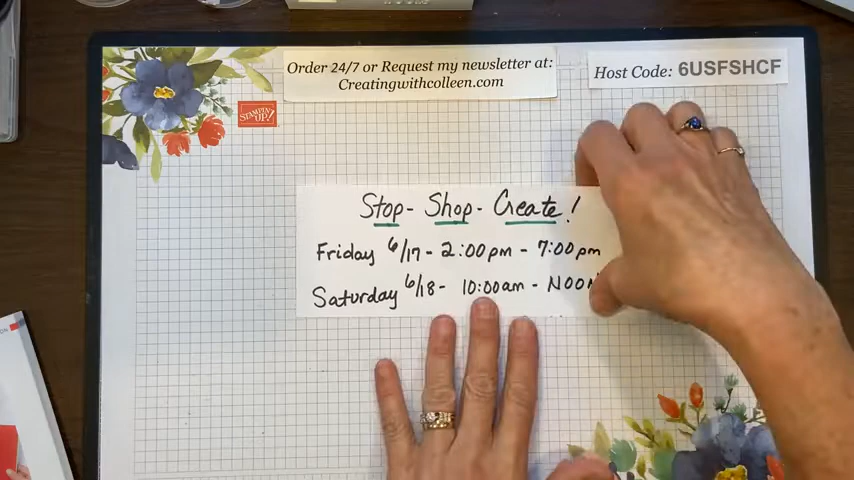 Order 24/7 or Request my newsletter at:
Creatingwithcolleen.com
Host Code: 6USFSHCF
STAMPIN' UP!
Stop - Shop - Create!
Friday 6/17 - 2:00pm - 7:00pm
Saturday 6/18 - 10:00am - NOON